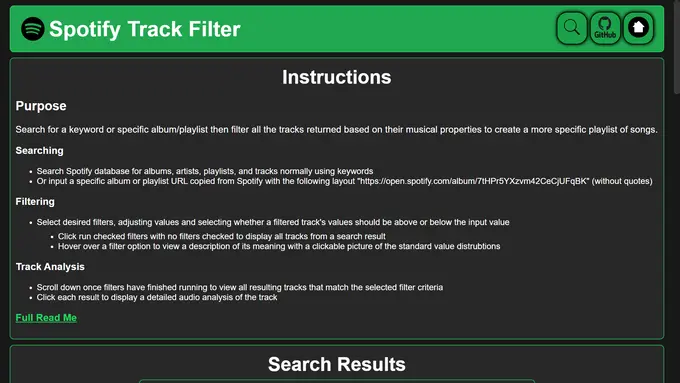 Spotify Track Filter
GitHub
Instructions
Purpose
Search for a keyword or specific album/playlist then filter all the tracks returned based on their musical properties to create a more specific playlist of songs.
Searching
Search Spotify database for albums, artists, playlists, and tracks normally using keywords
Or input a specific album or playlist URL copied from Spotify with the following layout "https://open.spotify.com/album/7tHPr5YXzvm42CeCjUFqBK" (without quotes)
Filtering
Select desired filters, adjusting values and selecting whether a filtered track's values should be above or below the input value
Click run checked filters with no filters checked to display all tracks from a search result
Hover over a filter option to view a description of its meaning with a clickable picture of the standard value distrubtions
Track Analysis
Scroll down once filters have finished running to view all resulting tracks that match the selected filter criteria
Click each result to display a detailed audio analysis of the track
Full Read Me
Search Results